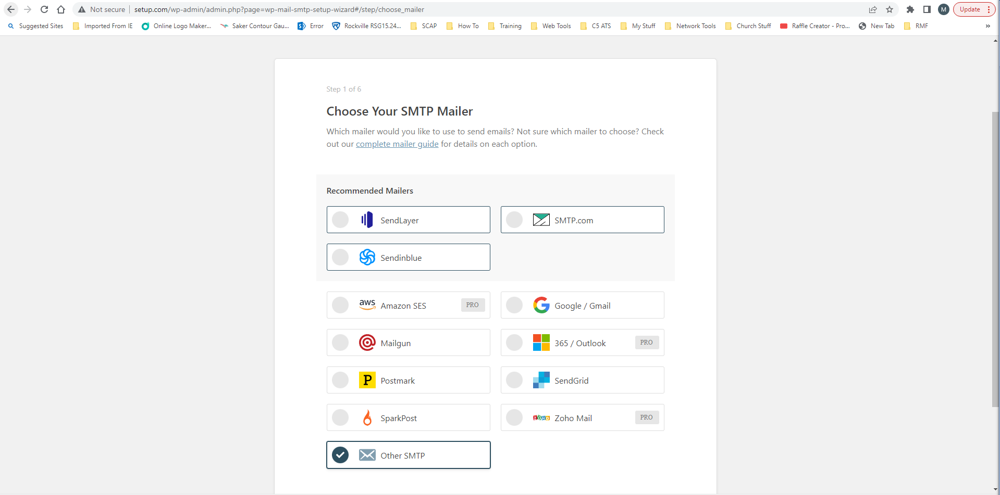 Not secure setup.com/wp-admin/admin.php?page=wp-mail-smtp-setup-wizard#/step/choose_mailer M Update
Suggested Sites Imported From IE Online Logo Maker... Saker Contour Gau... Error Rockville RSG15.24... SCAP How To Training Web Tools C5 ATS My Stuff Network Tools Church Stuff Raffle Creator - Pro... New Tab RMF »
Step 1 of 6
Choose Your SMTP Mailer
Which mailer would you like to use to send emails? Not sure which mailer to choose? Check
out our complete mailer guide for details on each option.
Recommended Mailers
SendLayer SMTP.com
Sendinblue
aws Amazon SES PRO Google / Gmail
Mailgun 365 / Outlook PRO
P Postmark SendGrid
SparkPost ZOHO Zoho Mail PRO
Other SMTP